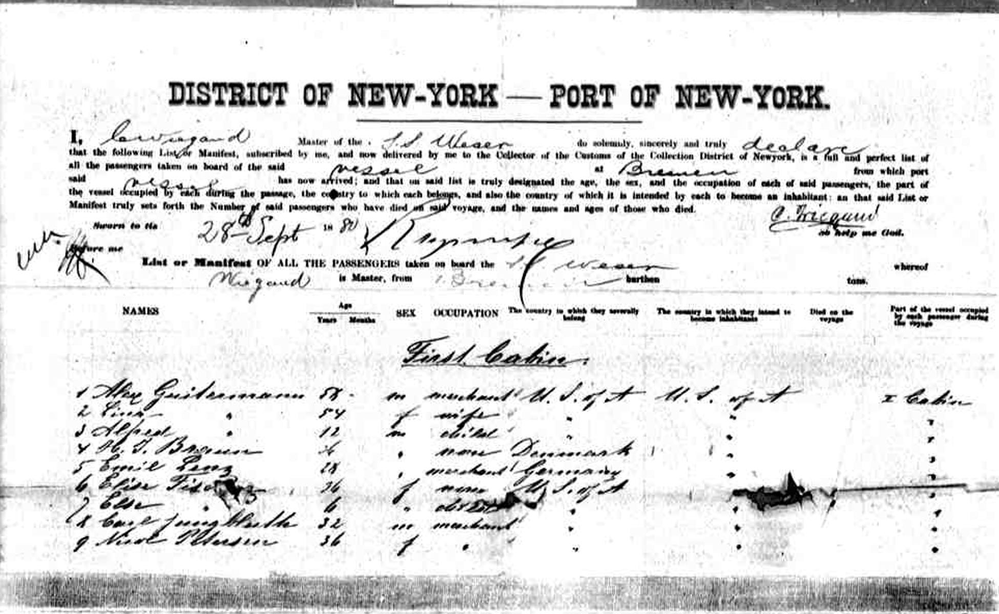 DISTRICT OF NEW-YORK — PORT OF NEW-YORK.
I, C. Wiegand Master of the S.S. Weser do solemnly, sincerely and truly declare
that the following List or Manifest, subscribed by me, and now delivered by me to the Collector of the Customs of the Collection District of Newyork, is a full and perfect list of
all the passengers taken on board of the said vessel at Bremen from which port
said vessel has now arrived; and that on said list is truly designated the age, the sex, and the occupation of each of said passengers, the part of
the vessel occupied by each during the passage, the country to which each belongs, and also the country of which it is intended by each to become an inhabitant: an that said List or
Manifest truly sets forth the Number of said passengers who have died on said voyage, and the names and ages of those who died.
C. Wiegand
Sworn to tis 28th Sept 1880 so help me God.
Before me
List or Manifest OF ALL THE PASSENGERS taken on board the S.S. Weser whereof
Wiegand is Master, from Bremen burthen tons.
NAMES Age Years Months SEX OCCUPATION The country to which they severally belong The country in which they intend to become inhabitants Died on the voyage Part of the vessel occupied by each passenger during the voyage
First Cabin.
1 Alex Gutermann 58 m merchant U. S. of A U. S. of A I Cabin
2 Lina " 54 f wife " " "
3 Alfred " 12 m child " " "
4 H. J. Braun " none Denmark " "
5 Emil Lenz 28 " merchant Germany " "
6 Elise 26 f none U. S. of A "
7 Else " 6 " child " " "
8 Carl Jungbluth 32 m merchant " " "
9 Petersen 36 f " " " "